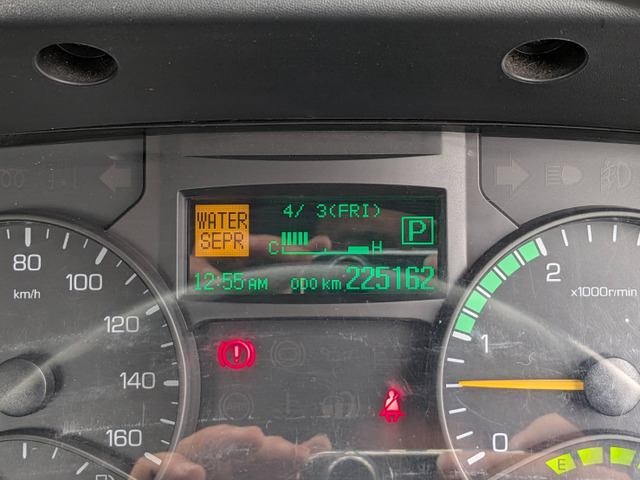 4/ 3(FRI)
WATER
SEPR
P
C H
12:55 AM ODO km 225162
80
km/h
100
120
140
160
2
x1000r/min
1
0
E